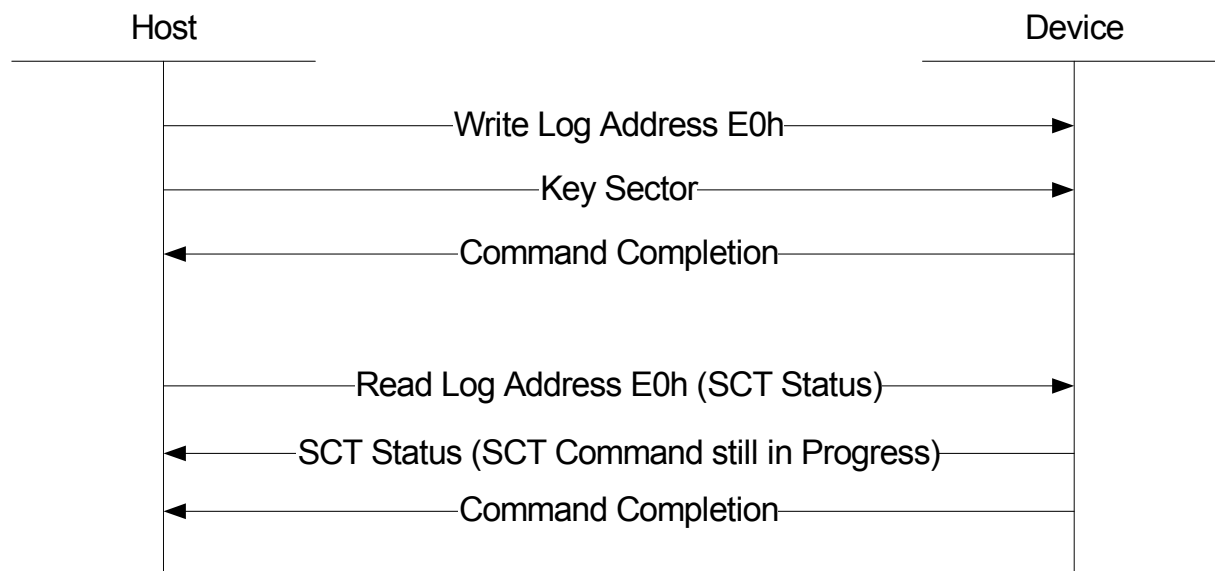 Host
Device
Write Log Address E0h
Key Sector
Command Completion
Read Log Address E0h (SCT Status)
SCT Status (SCT Command still in Progress)
Command Completion